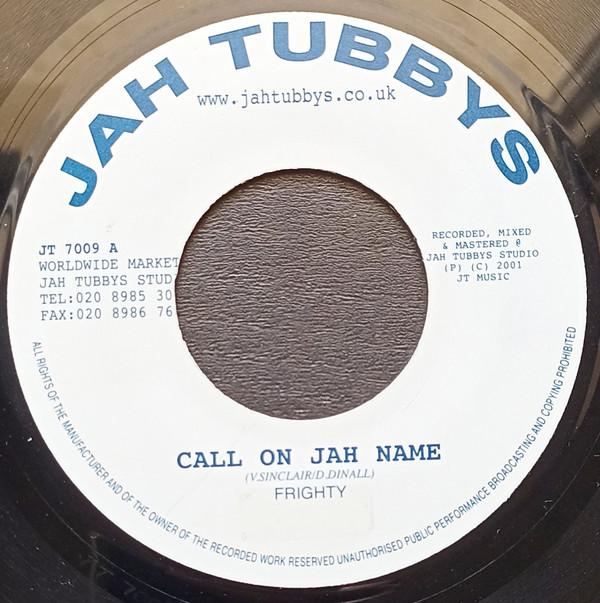 JAH TUBBYS
www.jahtubbys.co.uk
JT 7009 A
WORLDWIDE MARKET
JAH TUBBYS STUD
TEL:020 8985 30
FAX:020 8986 76
RECORDED, MIXED
& MASTERED @
JAH TUBBYS STUDIO
(P) (C) 2001
JT MUSIC
CALL ON JAH NAME
(V.SINCLAIR/D.DINALL)
FRIGHTY
ALL RIGHTS OF THE MANUFACTURER AND OF THE OWNER OF THE RECORDED WORK RESERVED UNAUTHORISED PUBLIC PERFORMANCE BROADCASTING AND COPYING PROHIBITED